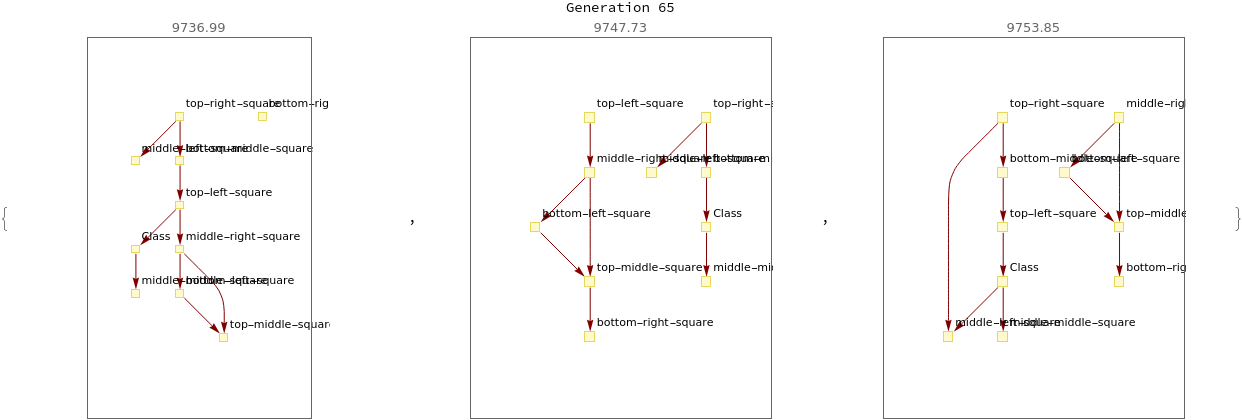 Generation 65
9736.99
top-right-square
bottom-rig
middle-left-square
bottom-middle-square
top-left-square
Class
middle-right-square
middle-middle-square
bottom-left-square
top-middle-square
,
9747.73
top-left-square
top-right-s
middle-right-square
middle-left-square
bottom-m
bottom-left-square
Class
top-middle-square
middle-mi
bottom-right-square
,
9753.85
top-right-square
middle-rig
bottom-middle-square
bottom-left-square
top-left-square
top-middle
Class
bottom-rig
middle-left-square
middle-middle-square